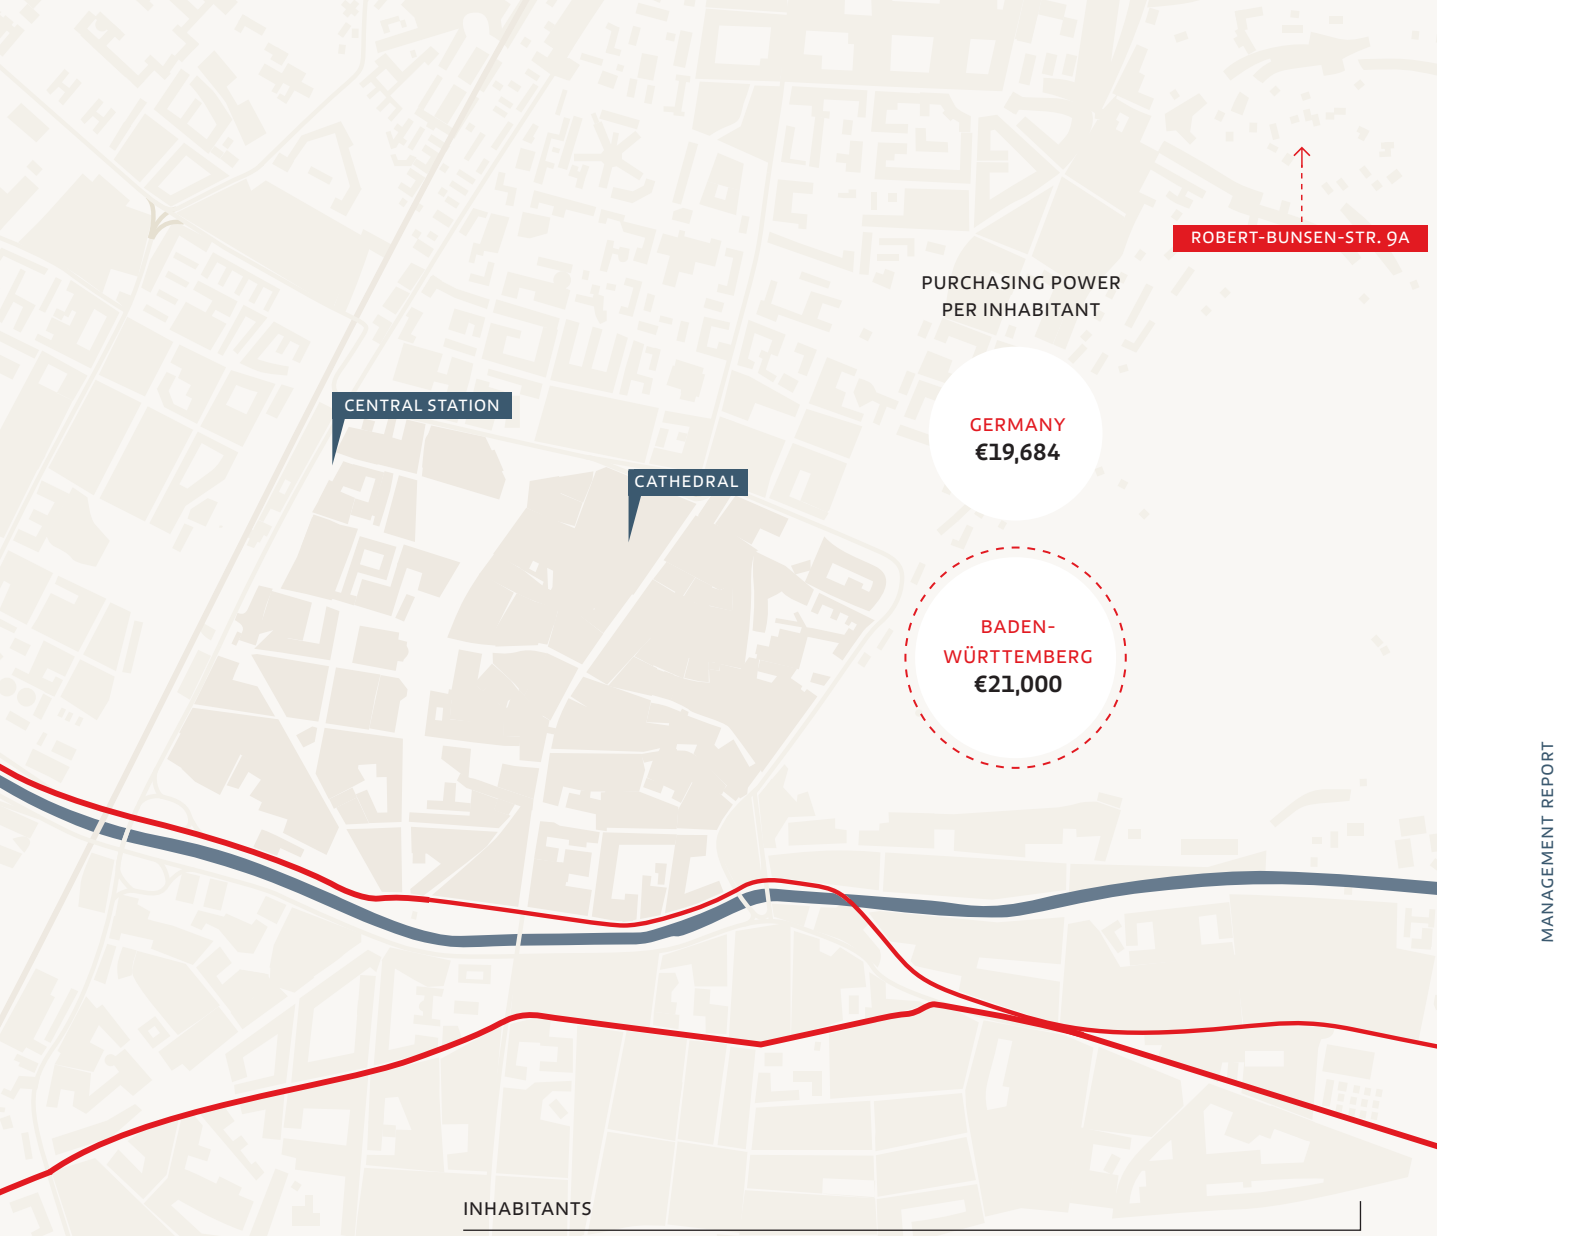 ROBERT-BUNSEN-STR. 9A
PURCHASING POWER
PER INHABITANT
CENTRAL STATION
GERMANY
€19,684
CATHEDRAL
BADEN-
WÜRTTEMBERG
€21,000
MANAGEMENT REPORT
INHABITANTS